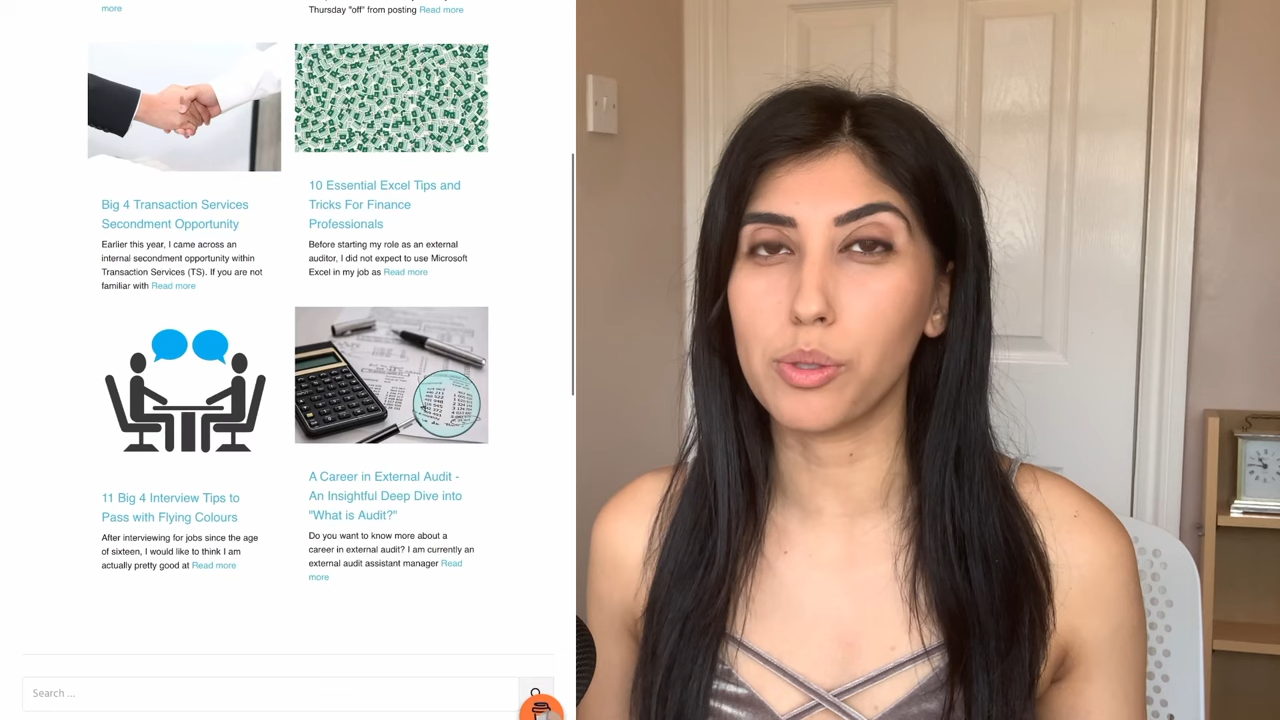 more
Thursday "off" from posting Read more
Big 4 Transaction Services
Secondment Opportunity
Earlier this year, I came across an
internal secondment opportunity within
Transaction Services (TS). If you are not
familiar with Read more
10 Essential Excel Tips and
Tricks For Finance
Professionals
Before starting my role as an external
auditor, I did not expect to use Microsoft
Excel in my job as Read more
11 Big 4 Interview Tips to
Pass with Flying Colours
After interviewing for jobs since the age
of sixteen, I would like to think I am
actually pretty good at Read more
A Career in External Audit -
An Insightful Deep Dive into
"What is Audit?"
Do you want to know more about a
career in external audit? I am currently an
external audit assistant manager Read
more
Search ...